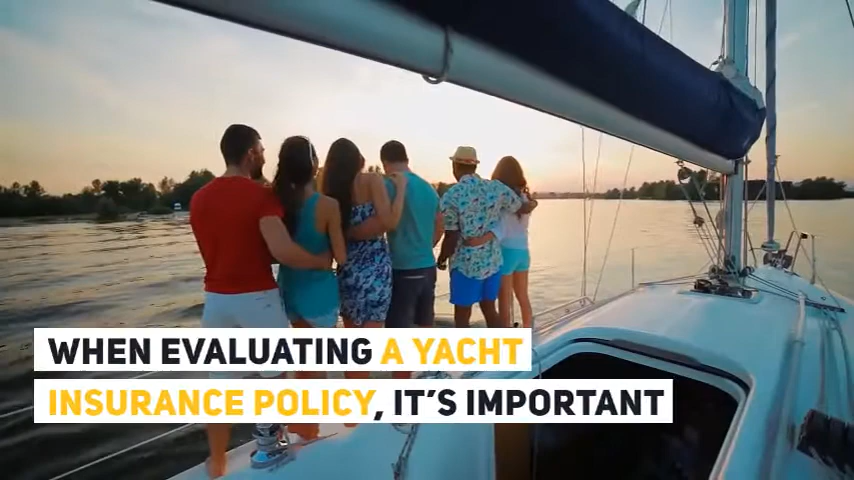 WHEN EVALUATING A YACHT
INSURANCE POLICY, IT'S IMPORTANT